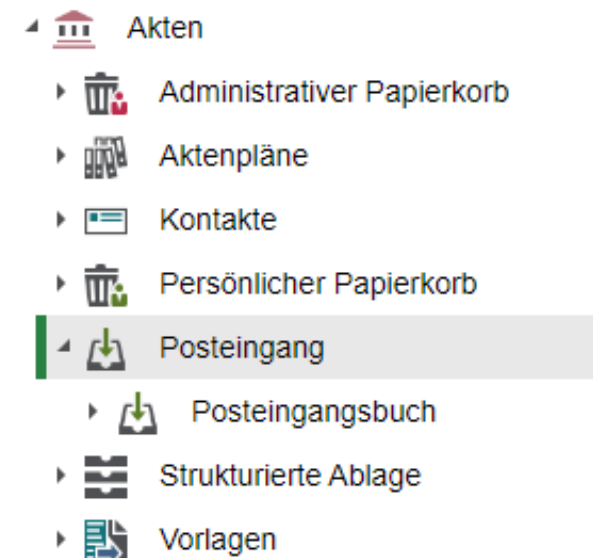 Akten
Administrativer Papierkorb
Aktenpläne
Kontakte
Persönlicher Papierkorb
Posteingang
Posteingangsbuch
Strukturierte Ablage
Vorlagen